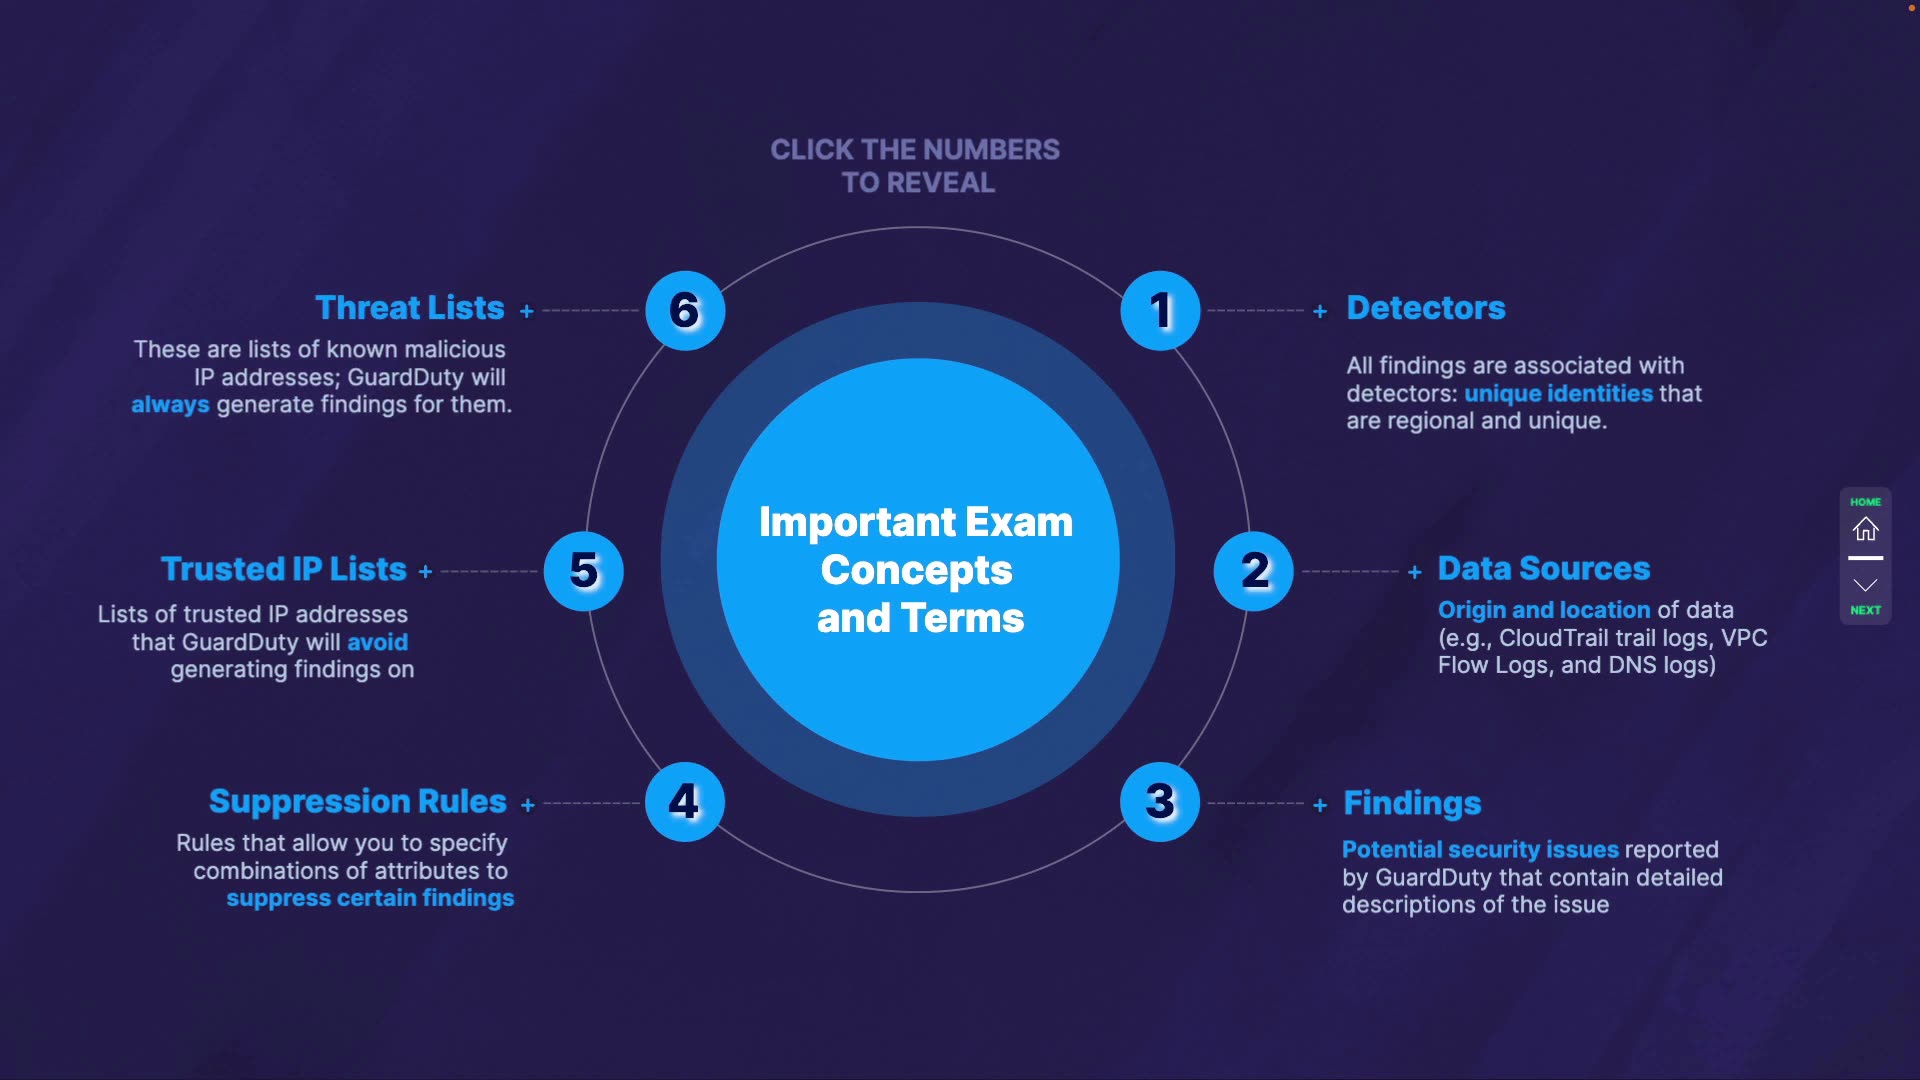 CLICK THE NUMBERS
TO REVEAL
Important Exam
Concepts
and Terms
1
+ Detectors
All findings are associated with
detectors: unique identities that
are regional and unique.
2
+ Data Sources
Origin and location of data
(e.g., CloudTrail trail logs, VPC
Flow Logs, and DNS logs)
3
+ Findings
Potential security issues reported
by GuardDuty that contain detailed
descriptions of the issue
4
Suppression Rules +
Rules that allow you to specify
combinations of attributes to
suppress certain findings
5
Trusted IP Lists +
Lists of trusted IP addresses
that GuardDuty will avoid
generating findings on
6
Threat Lists +
These are lists of known malicious
IP addresses; GuardDuty will
always generate findings for them.
HOME
NEXT